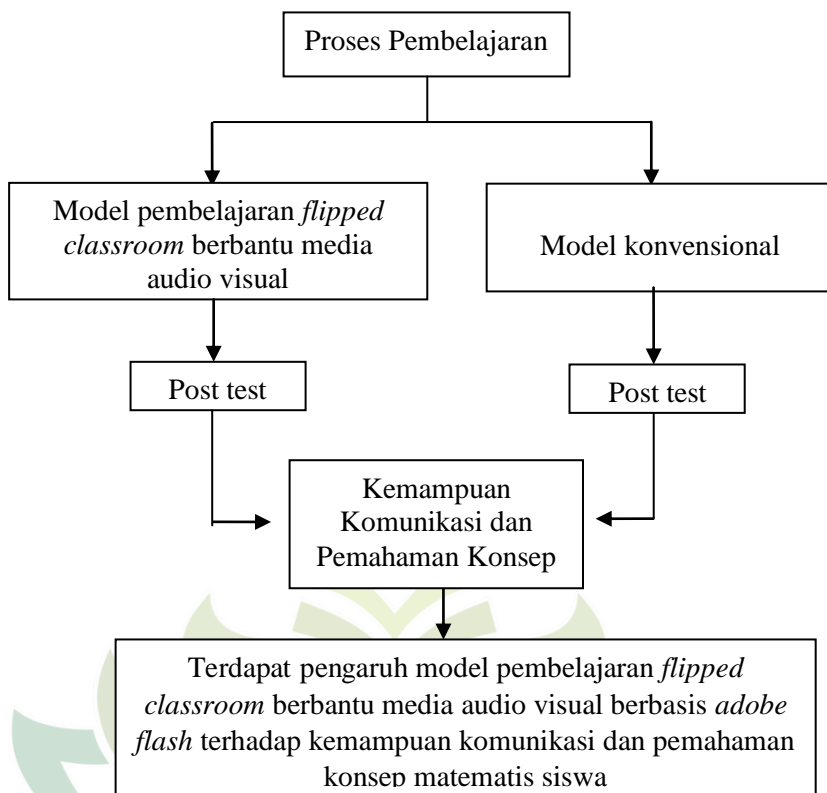 Proses Pembelajaran
Model pembelajaran flipped
classroom berbantu media
audio visual
Model konvensional
Post test
Post test
Kemampuan
Komunikasi dan
Pemahaman Konsep
Terdapat pengaruh model pembelajaran flipped
classroom berbantu media audio visual berbasis adobe
flash terhadap kemampuan komunikasi dan pemahaman
konsep matematis siswa